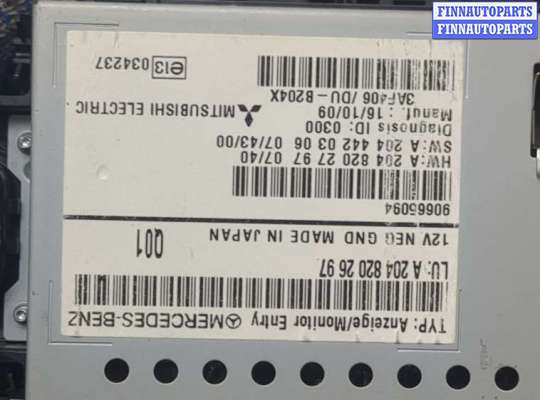 FINNAUTOPARTS
FINNAUTOPARTS
MERCEDES-BENZ
TYP: Anzeige/Monitor Entry
LU: A 204 820 26 97
Q01
12V NEG GND MADE IN JAPAN
90665094
HW: A 204 820 27 97 07/40
SW: A 204 442 03 06 07/43/00
Diagnosis ID: 0300
Manuf.: 16/10/09
3AF406 /DU-B204X
MITSUBISHI ELECTRIC
e13 034237